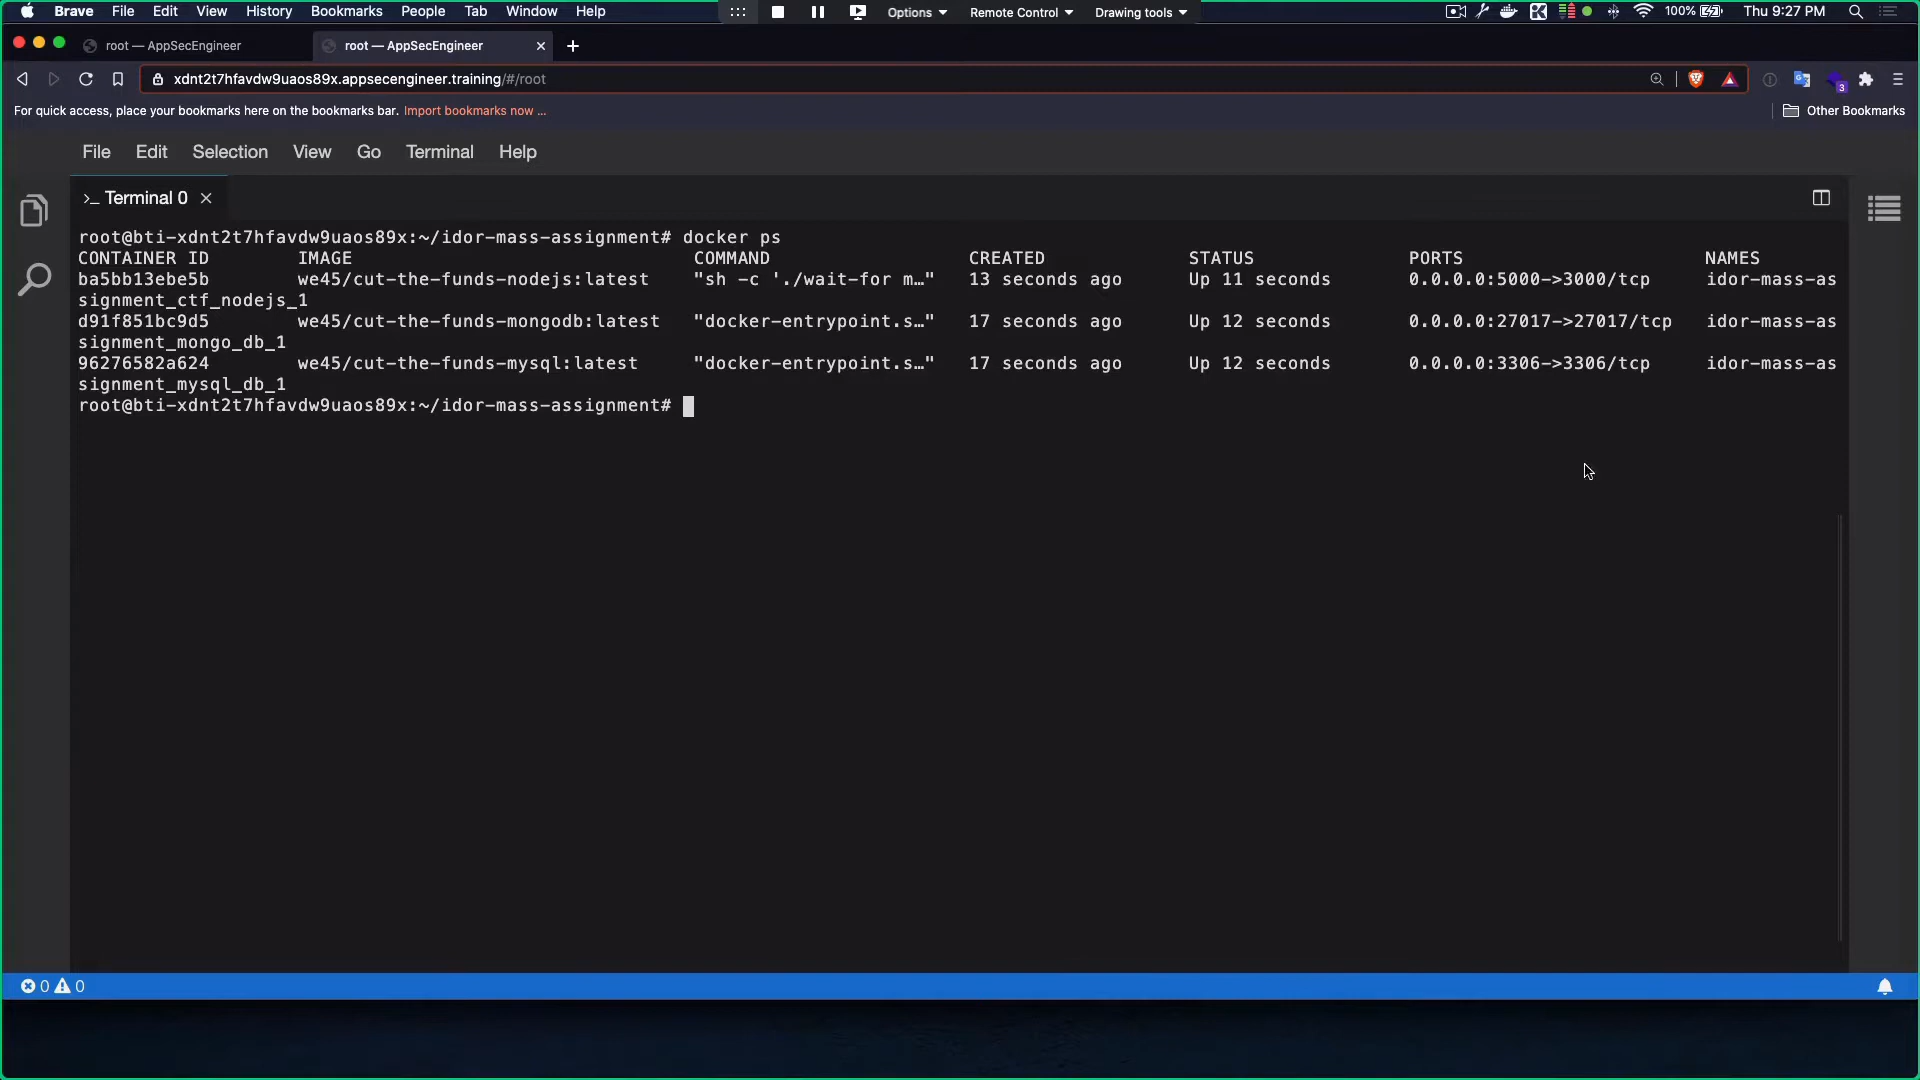 Brave File Edit View History Bookmarks People Tab Window Help Options Remote Control Drawing tools 100% Thu 9:27 PM
root — AppSecEngineer root — AppSecEngineer
xdnt2t7hfavdw9uaos89x.appsecengineer.training/#/root 3
For quick access, place your bookmarks here on the bookmarks bar. Import bookmarks now ... Other Bookmarks
File Edit Selection View Go Terminal Help
>_ Terminal 0
root@bti-xdnt2t7hfavdw9uaos89x:~/idor-mass-assignment# docker ps
CONTAINER ID IMAGE COMMAND CREATED STATUS PORTS NAMES
ba5bb13ebe5b we45/cut-the-funds-nodejs:latest "sh -c './wait-for m…" 13 seconds ago Up 11 seconds 0.0.0.0:5000->3000/tcp idor-mass-as
signment_ctf_nodejs_1
d91f851bc9d5 we45/cut-the-funds-mongodb:latest "docker-entrypoint.s…" 17 seconds ago Up 12 seconds 0.0.0.0:27017->27017/tcp idor-mass-as
signment_mongo_db_1
96276582a624 we45/cut-the-funds-mysql:latest "docker-entrypoint.s…" 17 seconds ago Up 12 seconds 0.0.0.0:3306->3306/tcp idor-mass-as
signment_mysql_db_1
root@bti-xdnt2t7hfavdw9uaos89x:~/idor-mass-assignment#
0 0